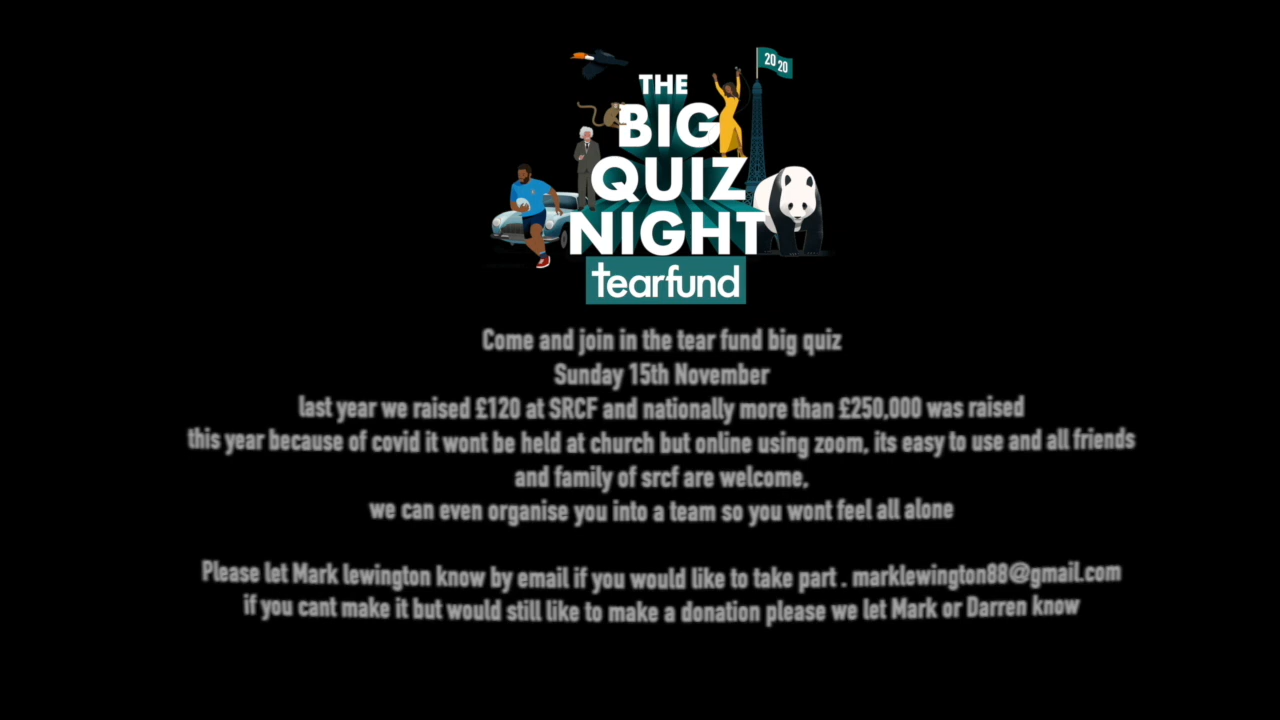 20 20
THE
BIG
QUIZ
NIGHT
tearfund
Come and join in the tear fund big quiz
Sunday 15th November
last year we raised £120 at SRCF and nationally more than £250,000 was raised
this year because of covid it wont be held at church but online using zoom, its easy to use and all friends
and family of srcf are welcome,
we can even organise you into a team so you wont feel all alone
Please let Mark lewington know by email if you would like to take part . marklewington88@gmail.com
if you cant make it but would still like to make a donation please we let Mark or Darren know